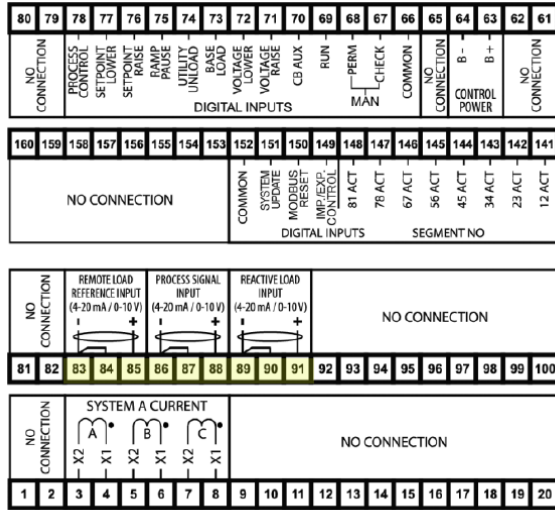 80 79 78 77 76 75 74 73 72 71 70 69 68 67 66 65 64 63 62 61
NO CONNECTION
PROCESS CONTROL
SETPOINT LOWER
SETPOINT RAISE
RAMP PAUSE
UTILITY UNLOAD
BASE LOAD
VOLTAGE LOWER
VOLTAGE RAISE
CB AUX
RUN
PERM
CHECK
MAN
COMMON
NO CONNECTION
B -
B +
CONTROL POWER
NO CONNECTION
DIGITAL INPUTS
160 159 158 157 156 155 154 153 152 151 150 149 148 147 146 145 144 143 142 141
NO CONNECTION
COMMON
SYSTEM UPDATE
MODBUS RESET
IMP./EXP. CONTROL
81 ACT
78 ACT
67 ACT
56 ACT
45 ACT
34 ACT
23 ACT
12 ACT
DIGITAL INPUTS SEGMENT NO
NO CONNECTION
REMOTE LOAD REFERENCE INPUT
(4-20 mA / 0-10 V)
- +
PROCESS SIGNAL INPUT
(4-20 mA / 0-10 V)
- +
REACTIVE LOAD INPUT
(4-20 mA / 0-10 V)
- +
NO CONNECTION
81 82 83 84 85 86 87 88 89 90 91 92 93 94 95 96 97 98 99 100
NO CONNECTION
SYSTEM A CURRENT
A B C
X2 X1 X2 X1 X2 X1
NO CONNECTION
1 2 3 4 5 6 7 8 9 10 11 12 13 14 15 16 17 18 19 20